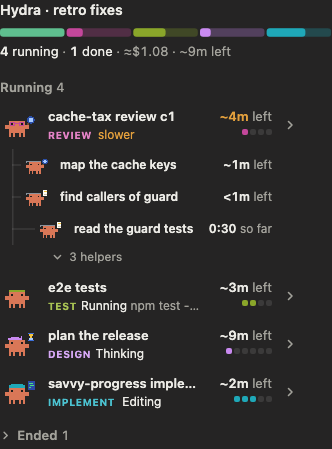 Hydra · retro fixes
4 running · 1 done · ≈$1.08 · ~9m left
Running 4
cache-tax review c1
~4m left
REVIEW slower
map the cache keys
~1m left
find callers of guard
<1m left
read the guard tests
0:30 so far
3 helpers
e2e tests
~3m left
TEST Running npm test -...
plan the release
~9m left
DESIGN Thinking
savvy-progress imple...
~2m left
IMPLEMENT Editing
Ended 1